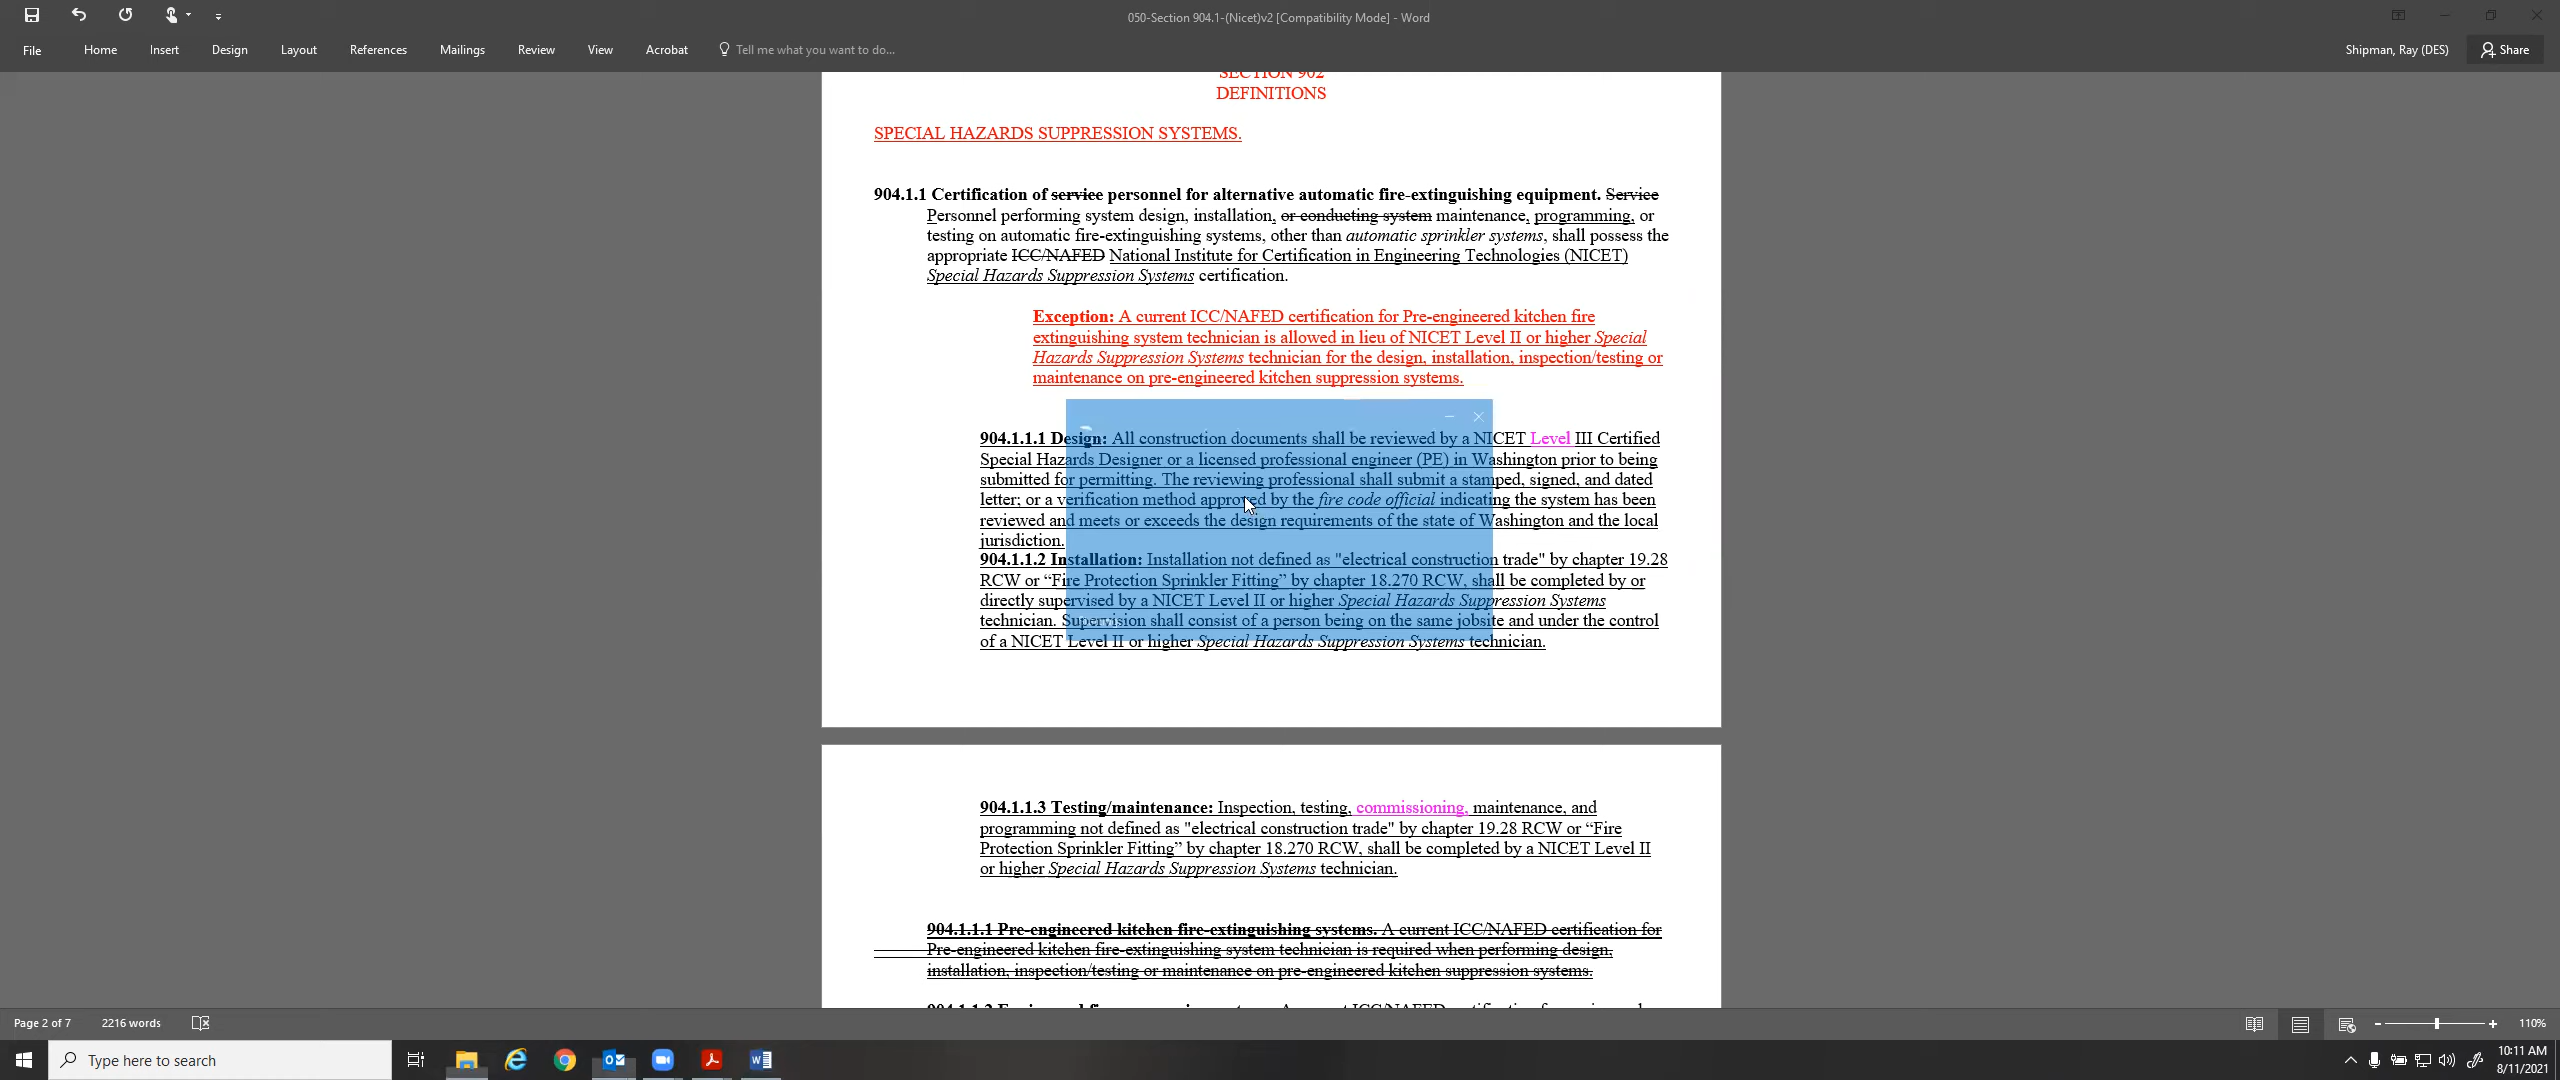 050-Section 904.1-(Nicet)v2 [Compatibility Mode] - Word
File Home Insert Design Layout References Mailings Review View Acrobat Tell me what you want to do... Shipman, Ray (DES) Share
SECTION 902
DEFINITIONS
SPECIAL HAZARDS SUPPRESSION SYSTEMS.
904.1.1 Certification of service personnel for alternative automatic fire-extinguishing equipment. Service
Personnel performing system design, installation, or conducting system maintenance, programming, or
testing on automatic fire-extinguishing systems, other than automatic sprinkler systems, shall possess the
appropriate ICC/NAFED National Institute for Certification in Engineering Technologies (NICET)
Special Hazards Suppression Systems certification.
Exception: A current ICC/NAFED certification for Pre-engineered kitchen fire
extinguishing system technician is allowed in lieu of NICET Level II or higher Special
Hazards Suppression Systems technician for the design, installation, inspection/testing or
maintenance on pre-engineered kitchen suppression systems.
904.1.1.1 Design: All construction documents shall be reviewed by a NICET Level III Certified
Special Hazards Designer or a licensed professional engineer (PE) in Washington prior to being
submitted for permitting. The reviewing professional shall submit a stamped, signed, and dated
letter; or a verification method approved by the fire code official indicating the system has been
reviewed and meets or exceeds the design requirements of the state of Washington and the local
jurisdiction.
904.1.1.2 Installation: Installation not defined as "electrical construction trade" by chapter 19.28
RCW or “Fire Protection Sprinkler Fitting” by chapter 18.270 RCW, shall be completed by or
directly supervised by a NICET Level II or higher Special Hazards Suppression Systems
technician. Supervision shall consist of a person being on the same jobsite and under the control
of a NICET Level II or higher Special Hazards Suppression Systems technician.
904.1.1.3 Testing/maintenance: Inspection, testing, commissioning, maintenance, and
programming not defined as "electrical construction trade" by chapter 19.28 RCW or “Fire
Protection Sprinkler Fitting” by chapter 18.270 RCW, shall be completed by a NICET Level II
or higher Special Hazards Suppression Systems technician.
904.1.1.1 Pre-engineered kitchen fire-extinguishing systems. A current ICC/NAFED certification for
Pre-engineered kitchen fire-extinguishing system technician is required when performing design,
installation, inspection/testing or maintenance on pre-engineered kitchen suppression systems.
Page 2 of 7 2216 words 110%
Type here to search 10:11 AM
8/11/2021